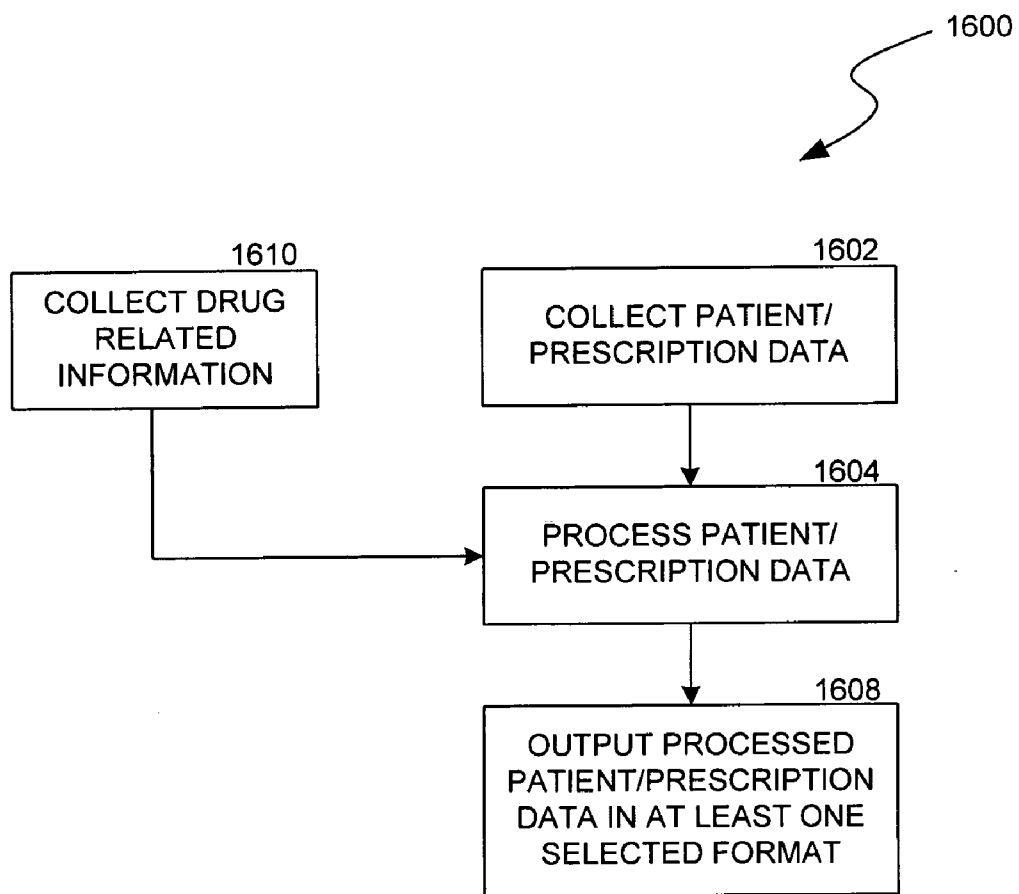 1600
1610
COLLECT DRUG
RELATED
INFORMATION
1602
COLLECT PATIENT/
PRESCRIPTION DATA
1604
PROCESS PATIENT/
PRESCRIPTION DATA
1608
OUTPUT PROCESSED
PATIENT/PRESCRIPTION
DATA IN AT LEAST ONE
SELECTED FORMAT